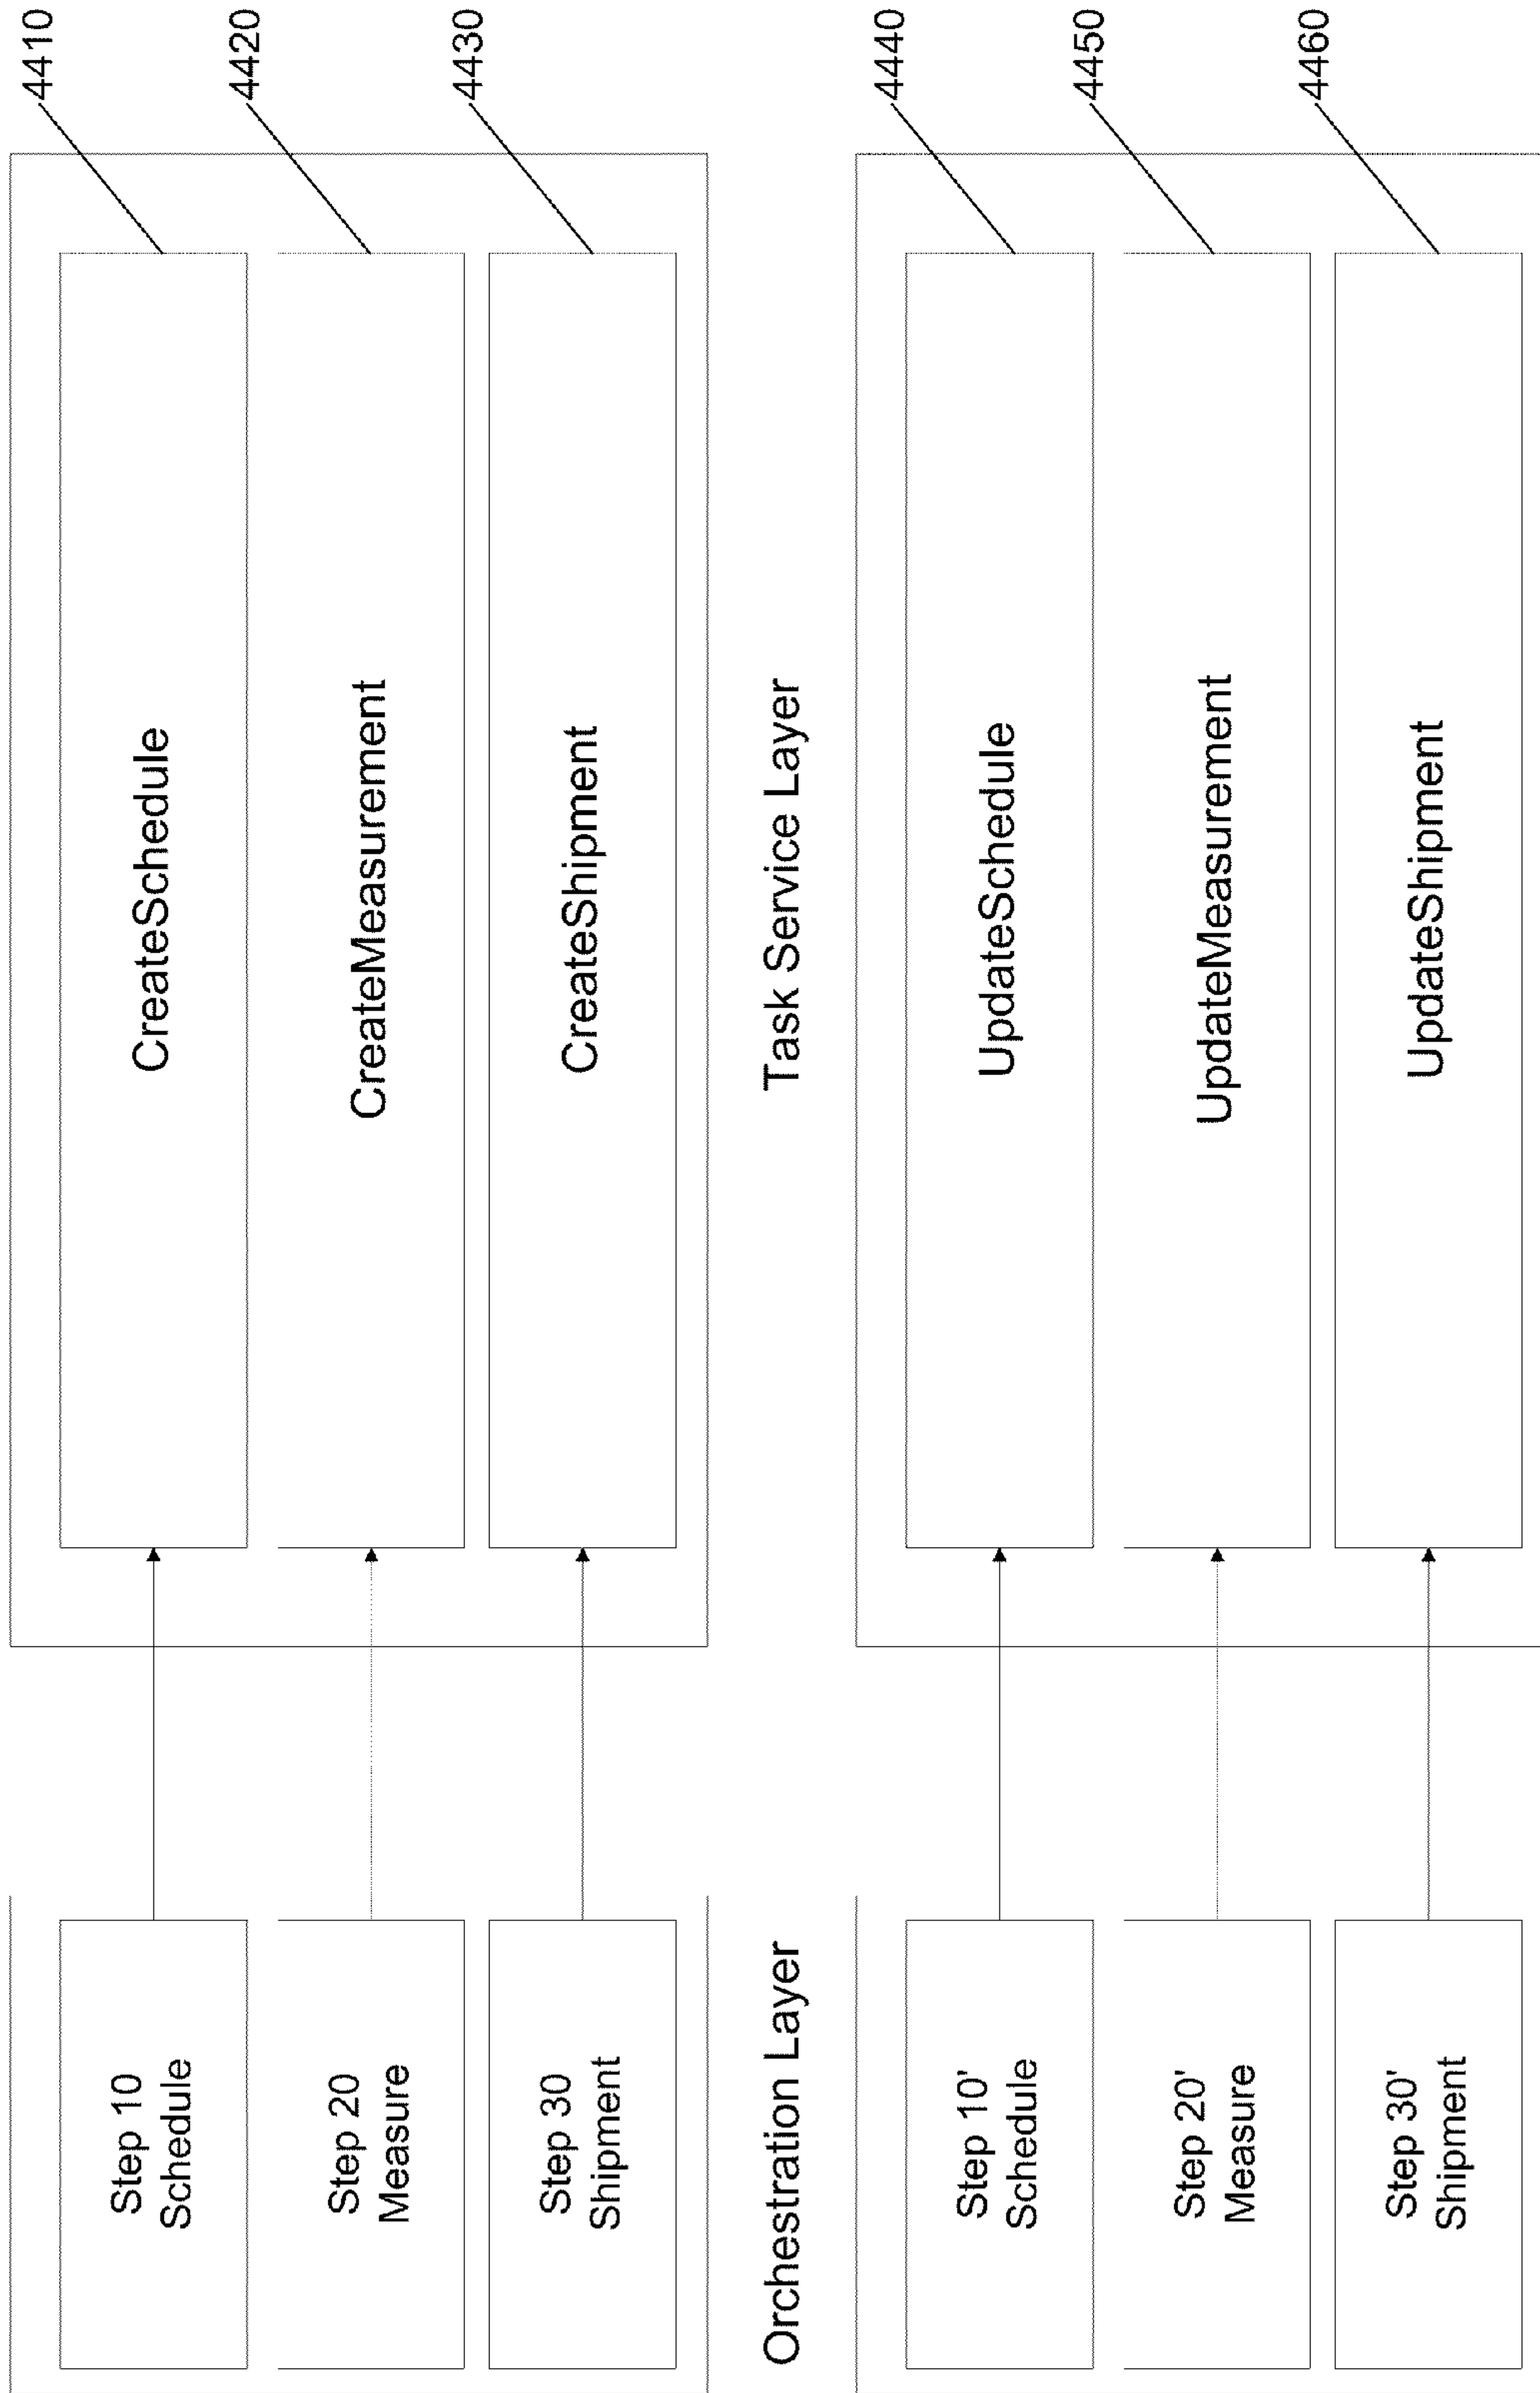 Step 10
Schedule
CreateSchedule
4410
Step 20
Measure
CreateMeasurement
4420
Step 30
Shipment
CreateShipment
4430
Orchestration Layer
Task Service Layer
Step 10'
Schedule
UpdateSchedule
4440
Step 20'
Measure
UpdateMeasurement
4450
Step 30'
Shipment
UpdateShipment
4460